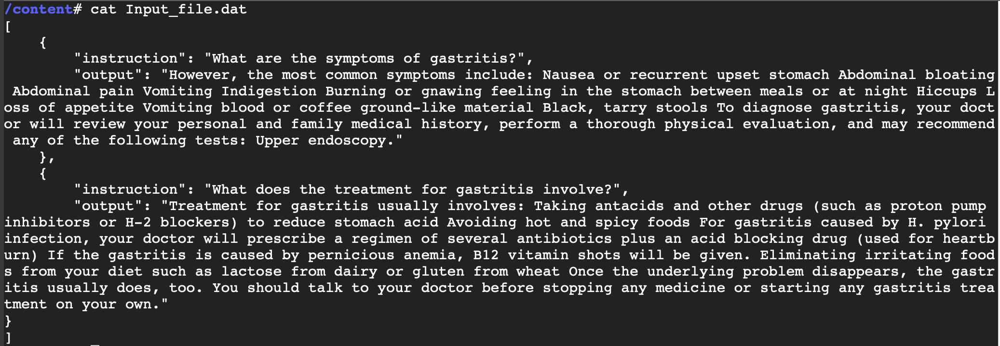 /content# cat Input_file.dat
[
    {
        "instruction": "What are the symptoms of gastritis?",
        "output": "However, the most common symptoms include: Nausea or recurrent upset stomach Abdominal bloating
 Abdominal pain Vomiting Indigestion Burning or gnawing feeling in the stomach between meals or at night Hiccups L
oss of appetite Vomiting blood or coffee ground-like material Black, tarry stools To diagnose gastritis, your doct
or will review your personal and family medical history, perform a thorough physical evaluation, and may recommend
 any of the following tests: Upper endoscopy."
    },
    {
        "instruction": "What does the treatment for gastritis involve?",
        "output": "Treatment for gastritis usually involves: Taking antacids and other drugs (such as proton pump
inhibitors or H-2 blockers) to reduce stomach acid Avoiding hot and spicy foods For gastritis caused by H. pylori
infection, your doctor will prescribe a regimen of several antibiotics plus an acid blocking drug (used for heartb
urn) If the gastritis is caused by pernicious anemia, B12 vitamin shots will be given. Eliminating irritating food
s from your diet such as lactose from dairy or gluten from wheat Once the underlying problem disappears, the gastr
itis usually does, too. You should talk to your doctor before stopping any medicine or starting any gastritis trea
tment on your own."
}
]